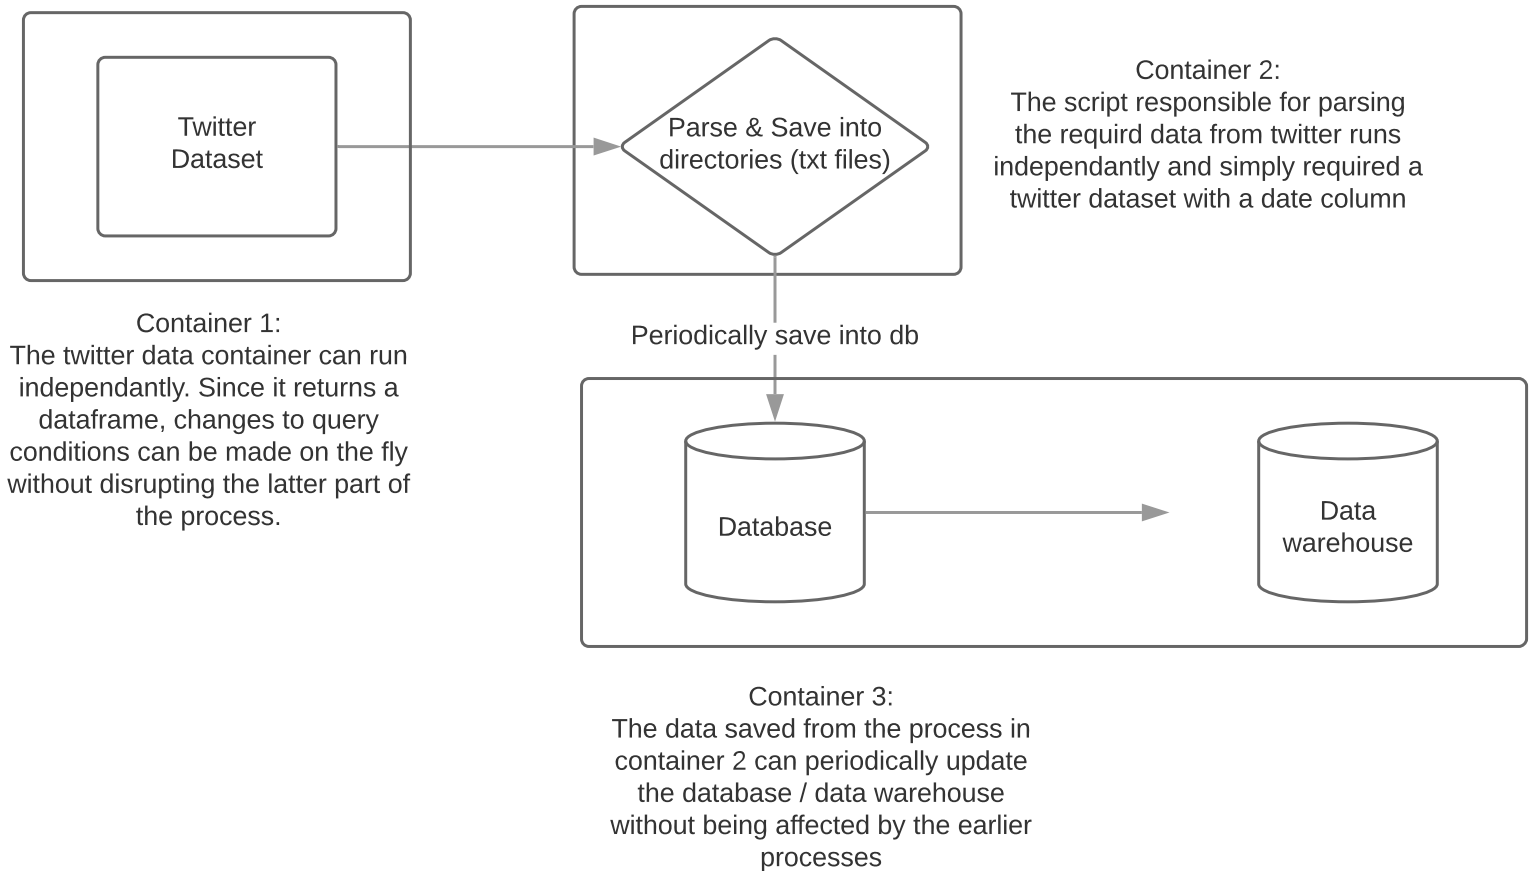 Twitter
Dataset
Parse & Save into
directories (txt files)
Container 2:
The script responsible for parsing
the requird data from twitter runs
independantly and simply required a
twitter dataset with a date column
Container 1:
The twitter data container can run
independantly. Since it returns a
dataframe, changes to query
conditions can be made on the fly
without disrupting the latter part of
the process.
Periodically save into db
Database
Data
warehouse
Container 3:
The data saved from the process in
container 2 can periodically update
the database / data warehouse
without being affected by the earlier
processes